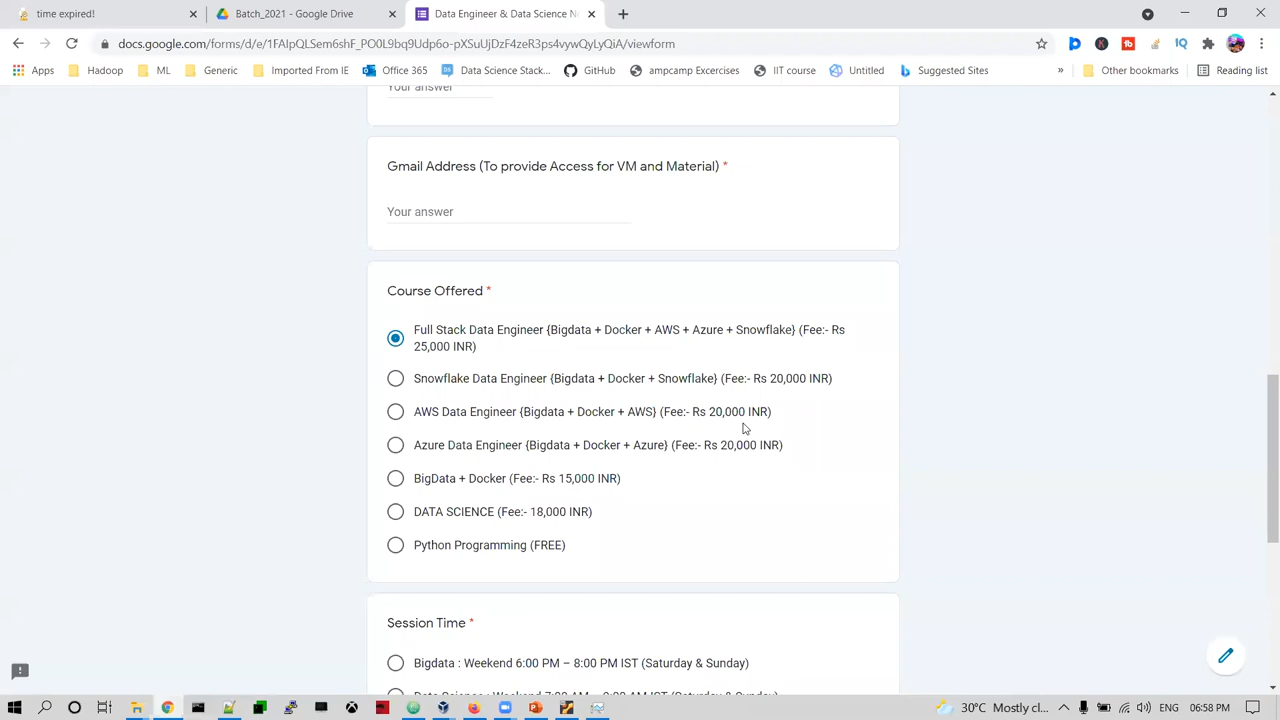 time expired!
Batch_2021 - Google Drive
Data Engineer & Data Science Ne
docs.google.com/forms/d/e/1FAIpQLSem6shF_PO0L9bq9Udp6o-pXSuUjDzF4zeR3ps4vywQyLyQiA/viewform
Apps
Hadoop
ML
Generic
Imported From IE
Office 365
Data Science Stack...
GitHub
ampcamp Excercises
IIT course
Untitled
Suggested Sites
»
Other bookmarks
Reading list
Your answer
Gmail Address (To provide Access for VM and Material) *
Your answer
Course Offered *
Full Stack Data Engineer {Bigdata + Docker + AWS + Azure + Snowflake} (Fee:- Rs
25,000 INR)
Snowflake Data Engineer {Bigdata + Docker + Snowflake} (Fee:- Rs 20,000 INR)
AWS Data Engineer {Bigdata + Docker + AWS} (Fee:- Rs 20,000 INR)
Azure Data Engineer {Bigdata + Docker + Azure} (Fee:- Rs 20,000 INR)
BigData + Docker (Fee:- Rs 15,000 INR)
DATA SCIENCE (Fee:- 18,000 INR)
Python Programming (FREE)
Session Time *
Bigdata : Weekend 6:00 PM – 8:00 PM IST (Saturday & Sunday)
30°C Mostly cl...
ENG
06:58 PM